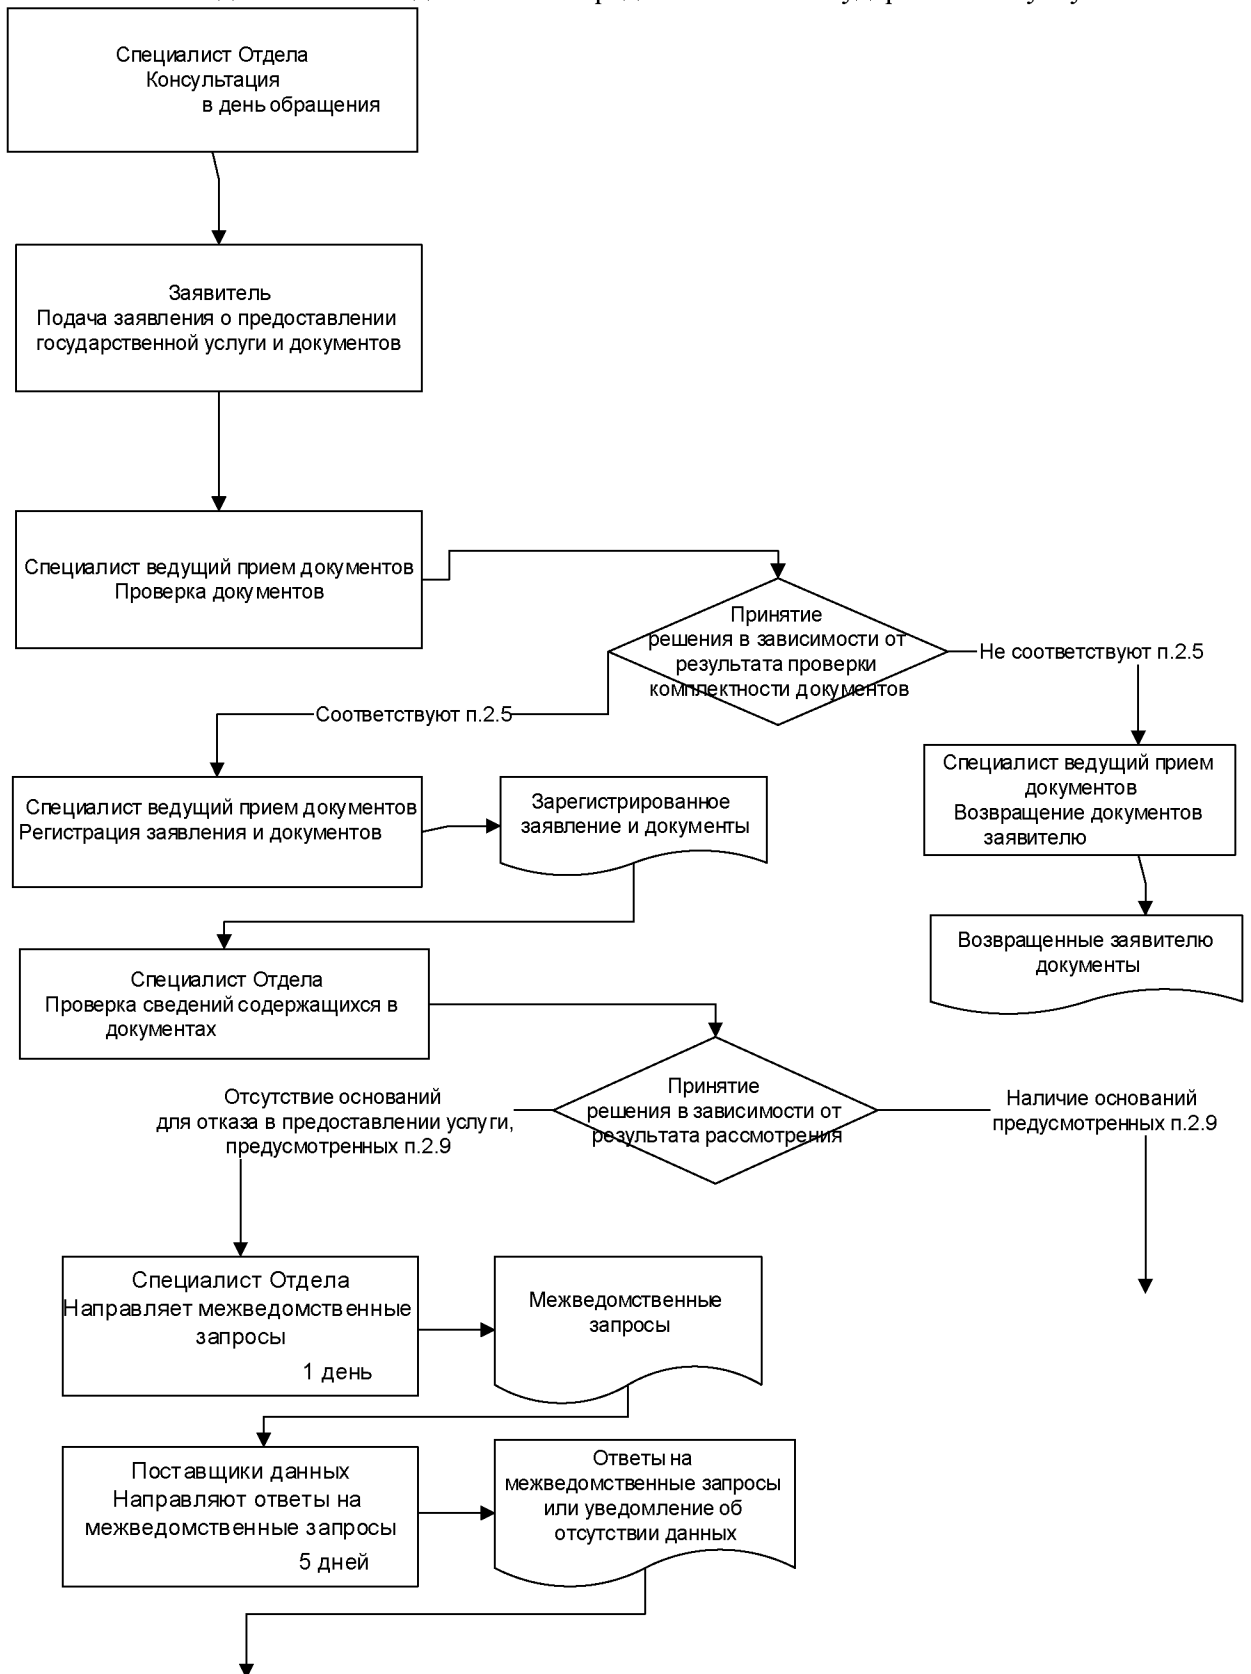 Специалист Отдела
Консультация
в день обращения
Заявитель
Подача заявления о предоставлении
государственной услуги и документов
Специалист ведущий прием документов
Проверка документов
Принятие
решения в зависимости от
результата проверки
комплектности документов
Не соответствуют п.2.5
Соответствуют п.2.5
Специалист ведущий прием документов
Регистрация заявления и документов
Зарегистрированное
заявление и документы
Специалист ведущий прием
документов
Возвращение документов
заявителю
Возвращенные заявителю
документы
Специалист Отдела
Проверка сведений содержащихся в
документах
Принятие
решения в зависимости от
результата рассмотрения
Отсутствие оснований
для отказа в предоставлении услуги,
предусмотренных п.2.9
Наличие оснований
предусмотренных п.2.9
Специалист Отдела
Направляет межведомственные
запросы
1 день
Межведомственные
запросы
Поставщики данных
Направляют ответы на
межведомственные запросы
5 дней
Ответы на
межведомственные запросы
или уведомление об
отсутствии данных